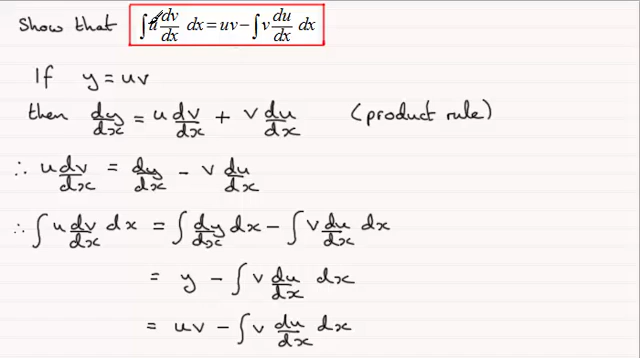 Show that ∫u dv/dx dx = uv − ∫v du/dx dx
If y = uv
then dy/dx = u dv/dx + v du/dx (product rule)
∴ u dv/dx = dy/dx − v du/dx
∴ ∫ u dv/dx dx = ∫ dy/dx dx − ∫ v du/dx dx
= y − ∫ v du/dx dx
= uv − ∫ v du/dx dx